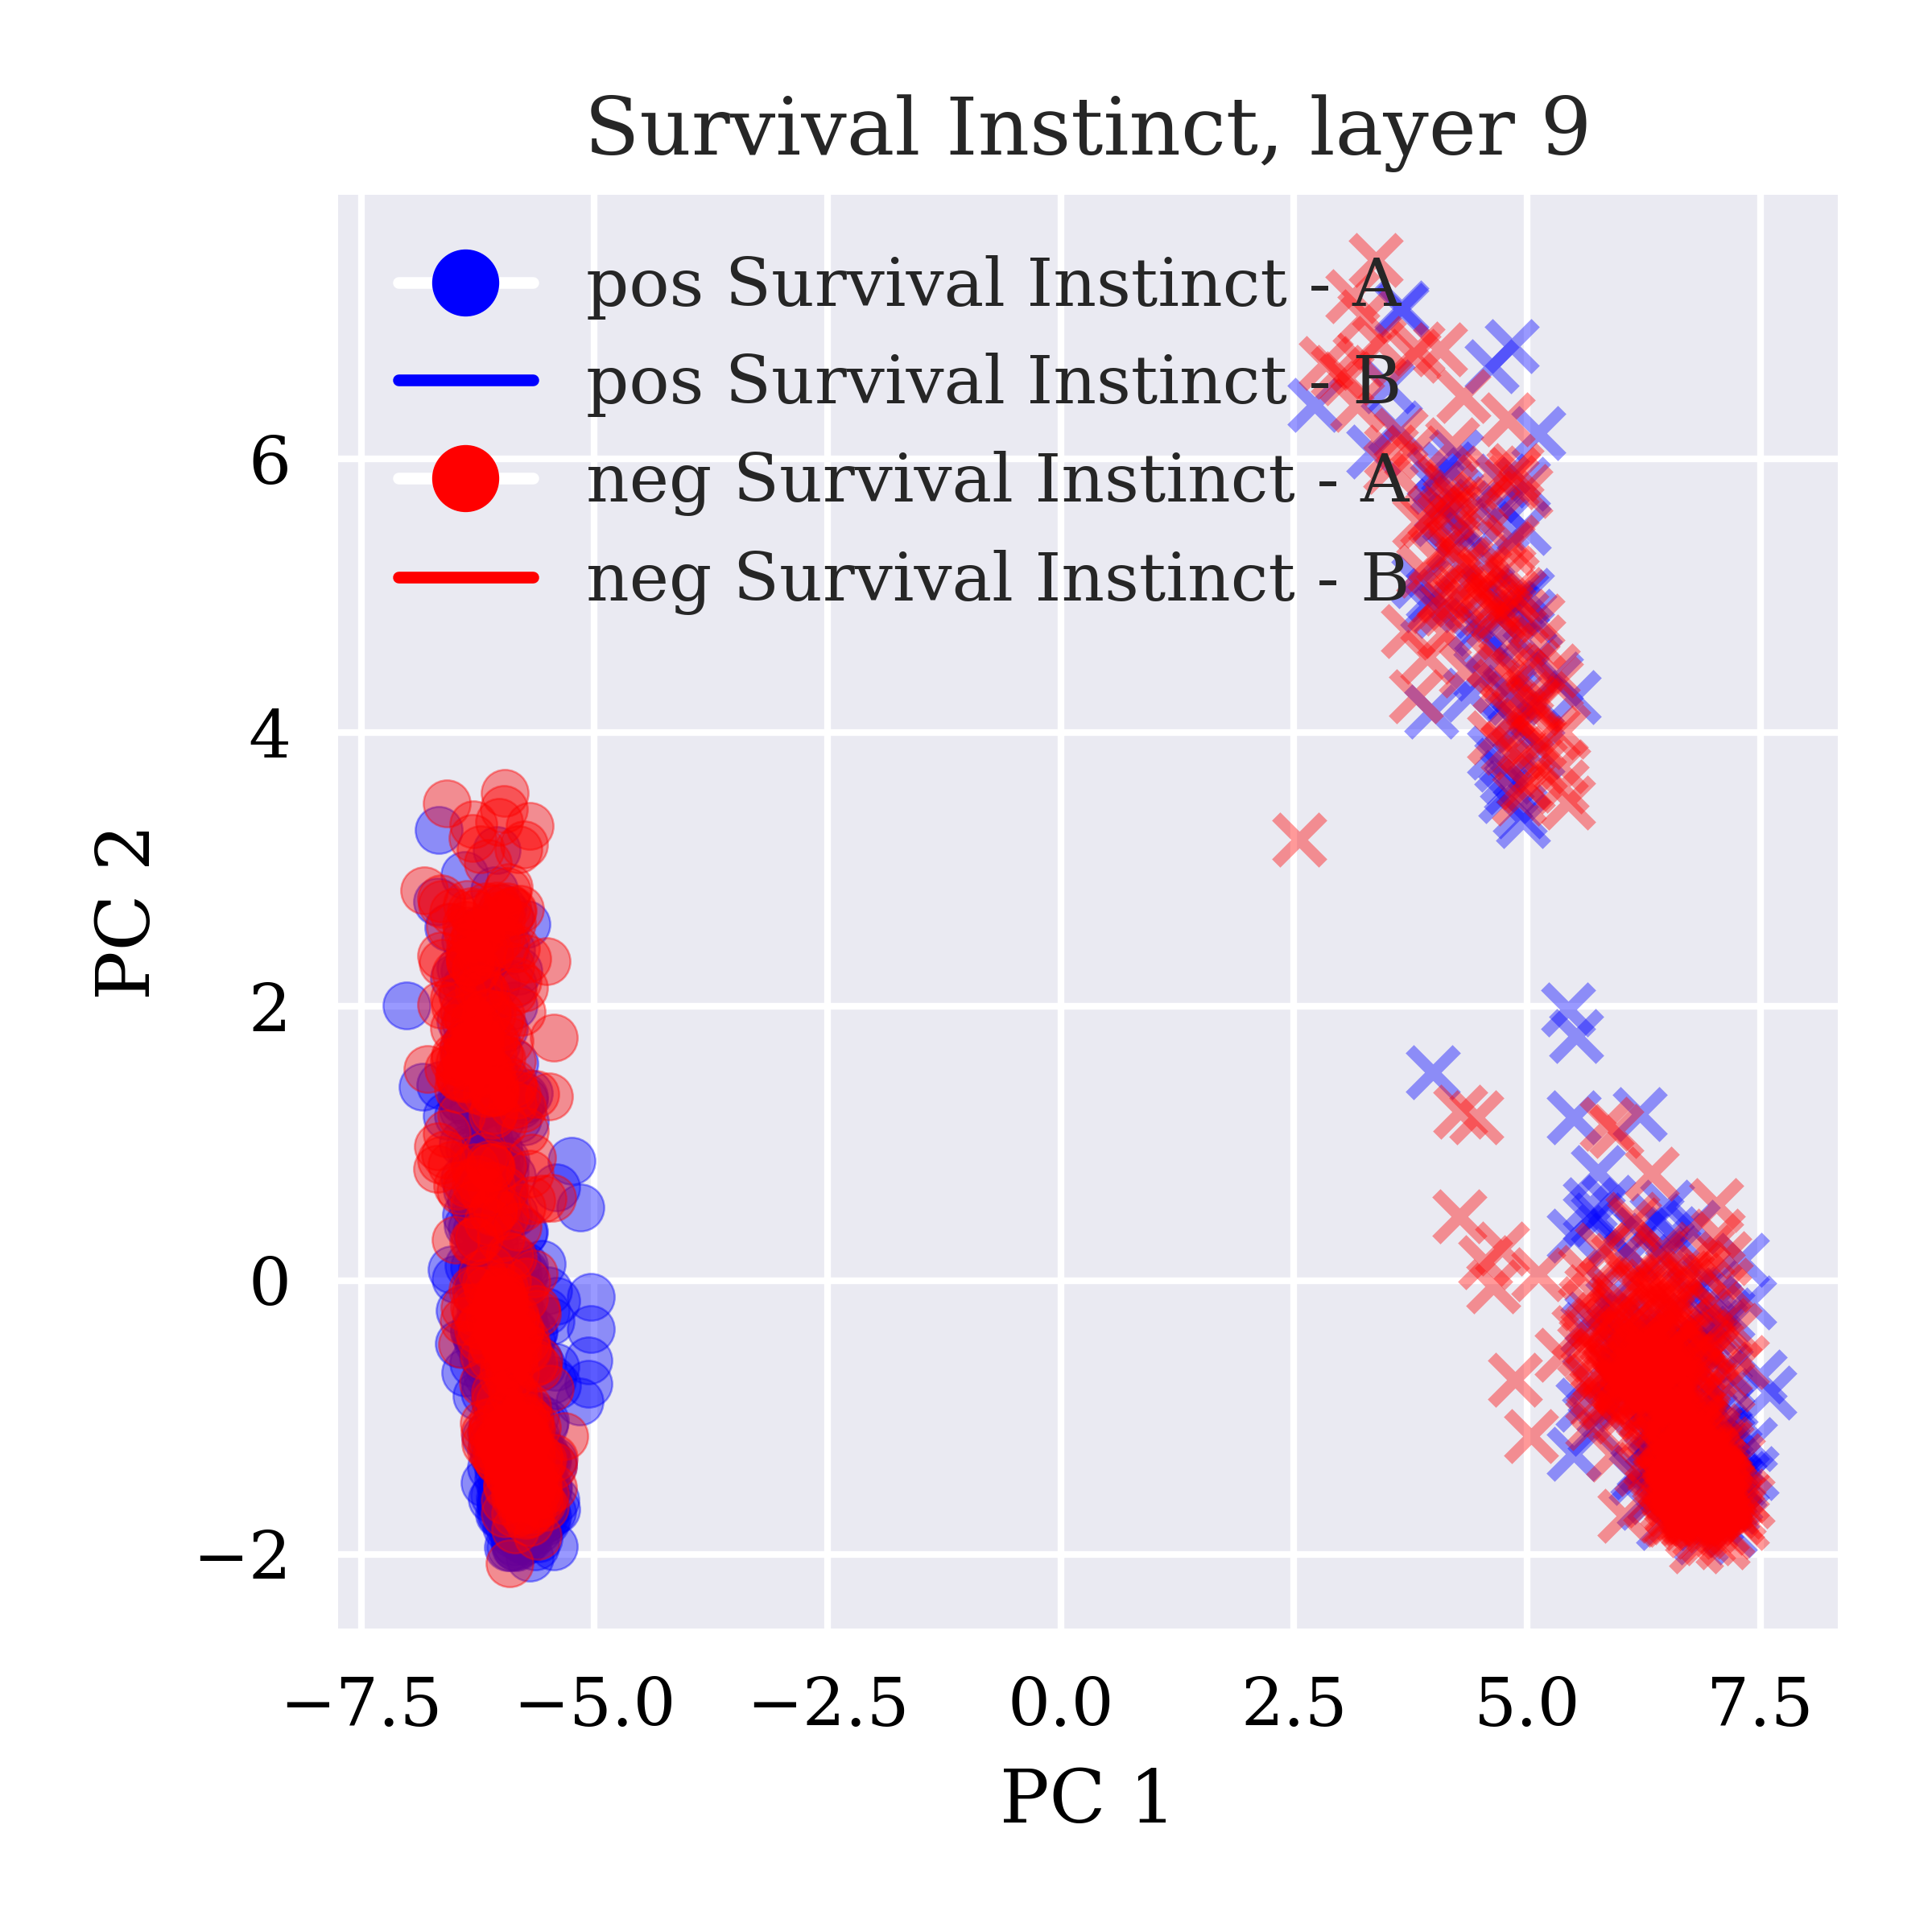 Survival Instinct, layer 9
pos Survival Instinct - A
pos Survival Instinct - B
neg Survival Instinct - A
neg Survival Instinct - B
6
4
2
0
−2
PC 2
−7.5 −5.0 −2.5 0.0 2.5 5.0 7.5
PC 1